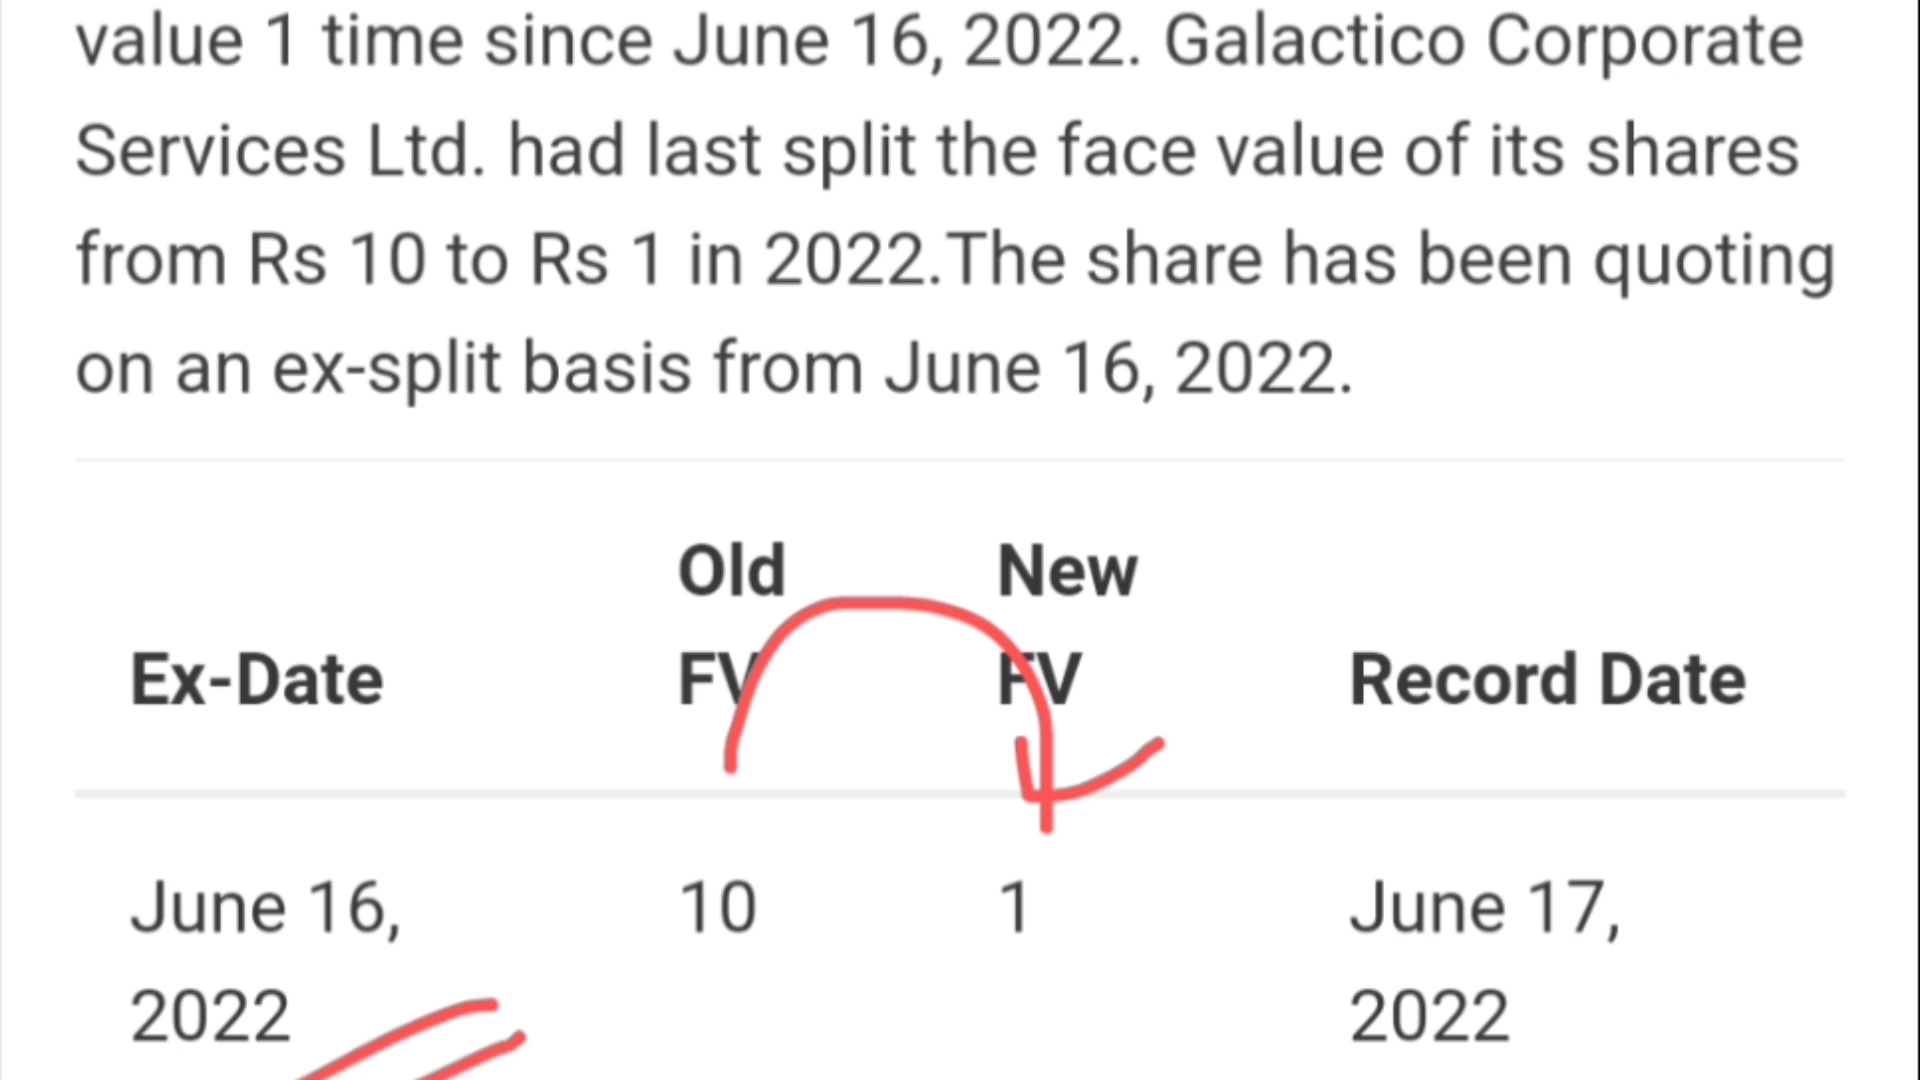 value 1 time since June 16, 2022. Galactico Corporate
Services Ltd. had last split the face value of its shares
from Rs 10 to Rs 1 in 2022.The share has been quoting
on an ex-split basis from June 16, 2022.
Old New
Ex-Date FV FV Record Date
June 16, 10 1 June 17,
2022 2022